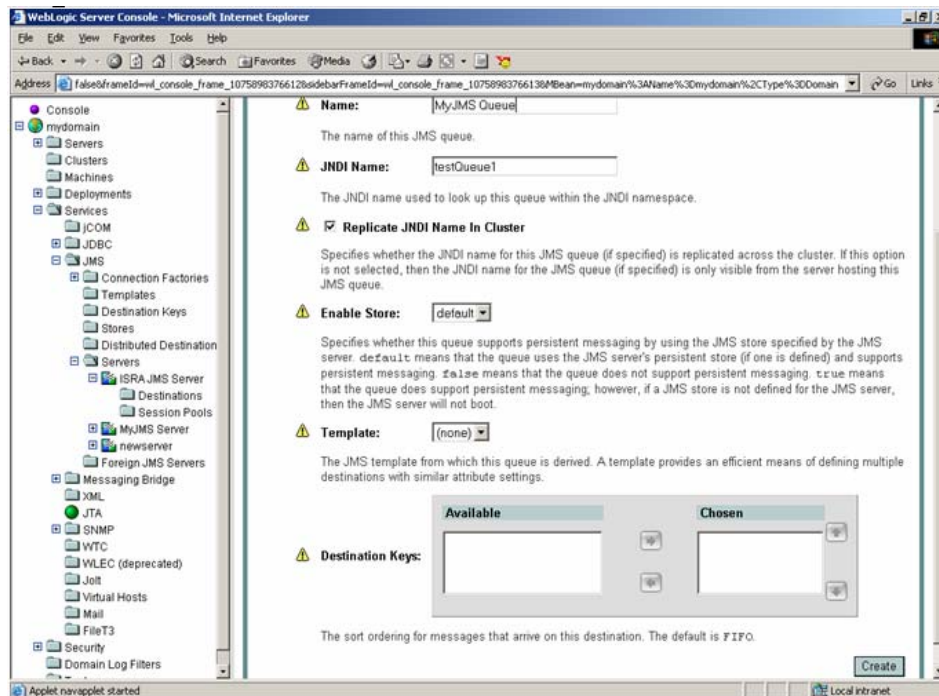 WebLogic Server Console - Microsoft Internet Explorer
File Edit View Favorites Tools Help
Back Search Favorites Media
Address false&frameId=wl_console_frame_1075898376612&sidebarFrameId=wl_console_frame_1075898376613&MBean=mydomain%3AName%3Dmydomain%2CType%3DDomain Go Links
Console
mydomain
Servers
Clusters
Machines
Deployments
Services
jCOM
JDBC
JMS
Connection Factories
Templates
Destination Keys
Stores
Distributed Destination
Servers
ISRA JMS Server
Destinations
Session Pools
MyJMS Server
newserver
Foreign JMS Servers
Messaging Bridge
XML
JTA
SNMP
WTC
WLEC (deprecated)
Jolt
Virtual Hosts
Mail
FileT3
Security
Domain Log Filters
Name: MyJMS Queue
The name of this JMS queue.
JNDI Name: testQueue1
The JNDI name used to look up this queue within the JNDI namespace.
Replicate JNDI Name In Cluster
Specifies whether the JNDI name for this JMS queue (if specified) is replicated across the cluster. If this option
is not selected, then the JNDI name for the JMS queue (if specified) is only visible from the server hosting this
JMS queue.
Enable Store: default
Specifies whether this queue supports persistent messaging by using the JMS store specified by the JMS
server. default means that the queue uses the JMS server's persistent store (if one is defined) and supports
persistent messaging. false means that the queue does not support persistent messaging. true means
that the queue does support persistent messaging; however, if a JMS store is not defined for the JMS server,
then the JMS server will not boot.
Template: (none)
The JMS template from which this queue is derived. A template provides an efficient means of defining multiple
destinations with similar attribute settings.
Available Chosen
Destination Keys:
The sort ordering for messages that arrive on this destination. The default is FIFO.
Create
Applet navapplet started Local intranet